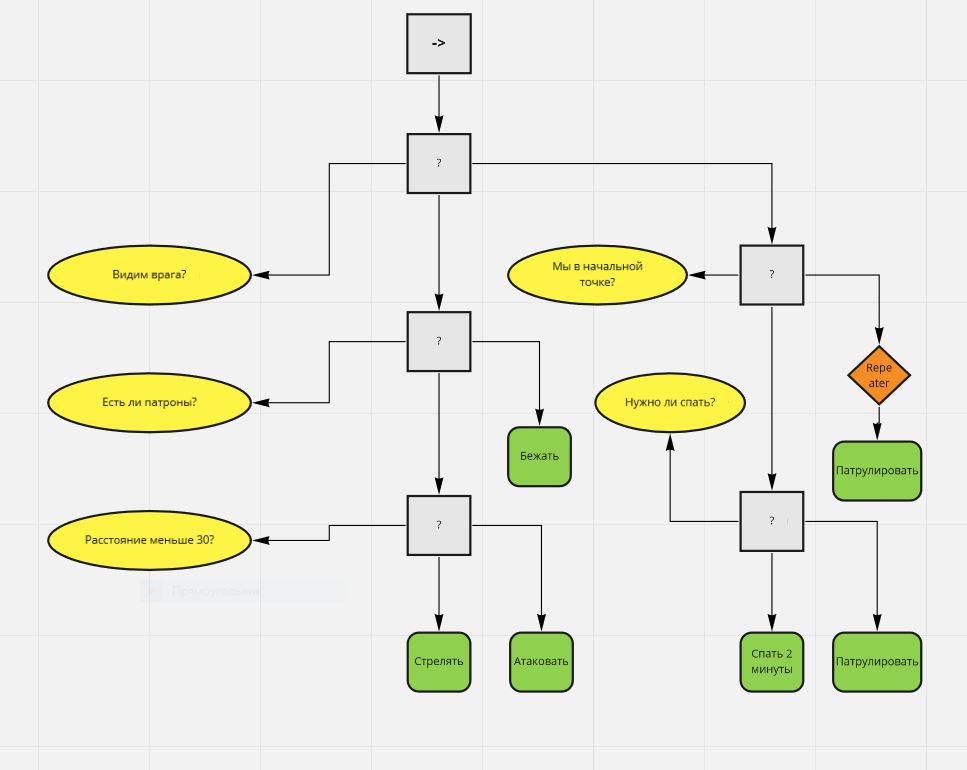 ->
?
Видим врага?
Мы в начальной
точке?
?
?
Repe
ater
Есть ли патроны?
Нужно ли спать?
Бежать
Патрулировать
Расстояние меньше 30?
?
?
Прямоугольник
Стрелять
Атаковать
Спать 2
минуты
Патрулировать